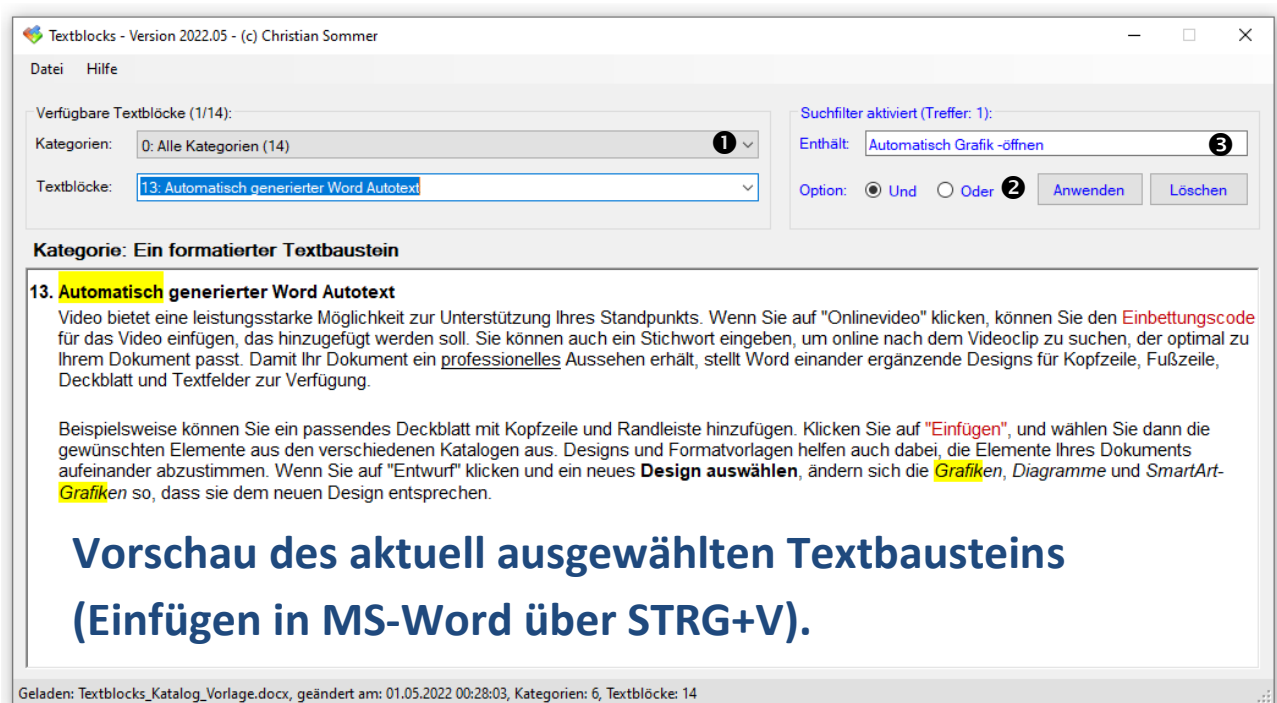 Textblocks - Version 2022.05 - (c) Christian Sommer
Datei Hilfe
Verfügbare Textblöcke (1/14):
Kategorien: 0: Alle Kategorien (14) ❶
Textblöcke: 13: Automatisch generierter Word Autotext
Suchfilter aktiviert (Treffer: 1):
Enthält: Automatisch Grafik -öffnen ❸
Option: Und Oder ❷ Anwenden Löschen
Kategorie: Ein formatierter Textbaustein
13. Automatisch generierter Word Autotext
Video bietet eine leistungsstarke Möglichkeit zur Unterstützung Ihres Standpunkts. Wenn Sie auf "Onlinevideo" klicken, können Sie den Einbettungscode
für das Video einfügen, das hinzugefügt werden soll. Sie können auch ein Stichwort eingeben, um online nach dem Videoclip zu suchen, der optimal zu
Ihrem Dokument passt. Damit Ihr Dokument ein professionelles Aussehen erhält, stellt Word einander ergänzende Designs für Kopfzeile, Fußzeile,
Deckblatt und Textfelder zur Verfügung.
Beispielsweise können Sie ein passendes Deckblatt mit Kopfzeile und Randleiste hinzufügen. Klicken Sie auf "Einfügen", und wählen Sie dann die
gewünschten Elemente aus den verschiedenen Katalogen aus. Designs und Formatvorlagen helfen auch dabei, die Elemente Ihres Dokuments
aufeinander abzustimmen. Wenn Sie auf "Entwurf" klicken und ein neues Design auswählen, ändern sich die Grafiken, Diagramme und SmartArt-
Grafiken so, dass sie dem neuen Design entsprechen.
Vorschau des aktuell ausgewählten Textbausteins
(Einfügen in MS-Word über STRG+V).
Geladen: Textblocks_Katalog_Vorlage.docx, geändert am: 01.05.2022 00:28:03, Kategorien: 6, Textblöcke: 14